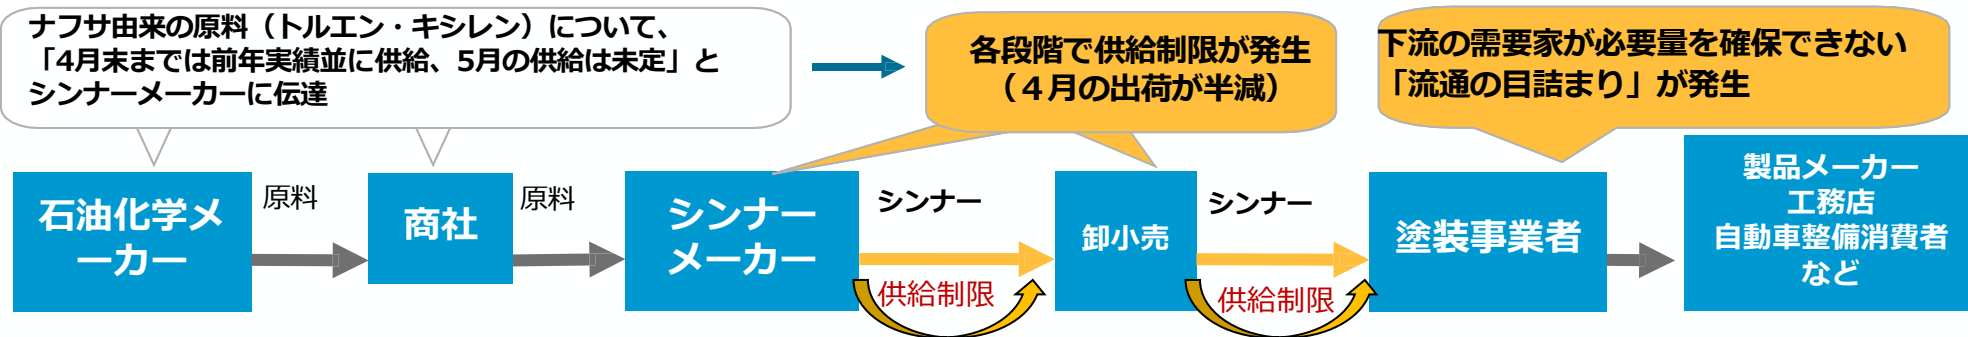 ナフサ由来の原料（トルエン・キシレン）について、
「4月末までは前年実績並に供給、5月の供給は未定」と
シンナーメーカーに伝達
各段階で供給制限が発生
（４月の出荷が半減）
下流の需要家が必要量を確保できない
「流通の目詰まり」が発生
石油化学メ
ーカー
原料
商社
原料
シンナー
メーカー
シンナー
供給制限
卸小売
シンナー
供給制限
塗装事業者
製品メーカー
工務店
自動車整備消費者
など